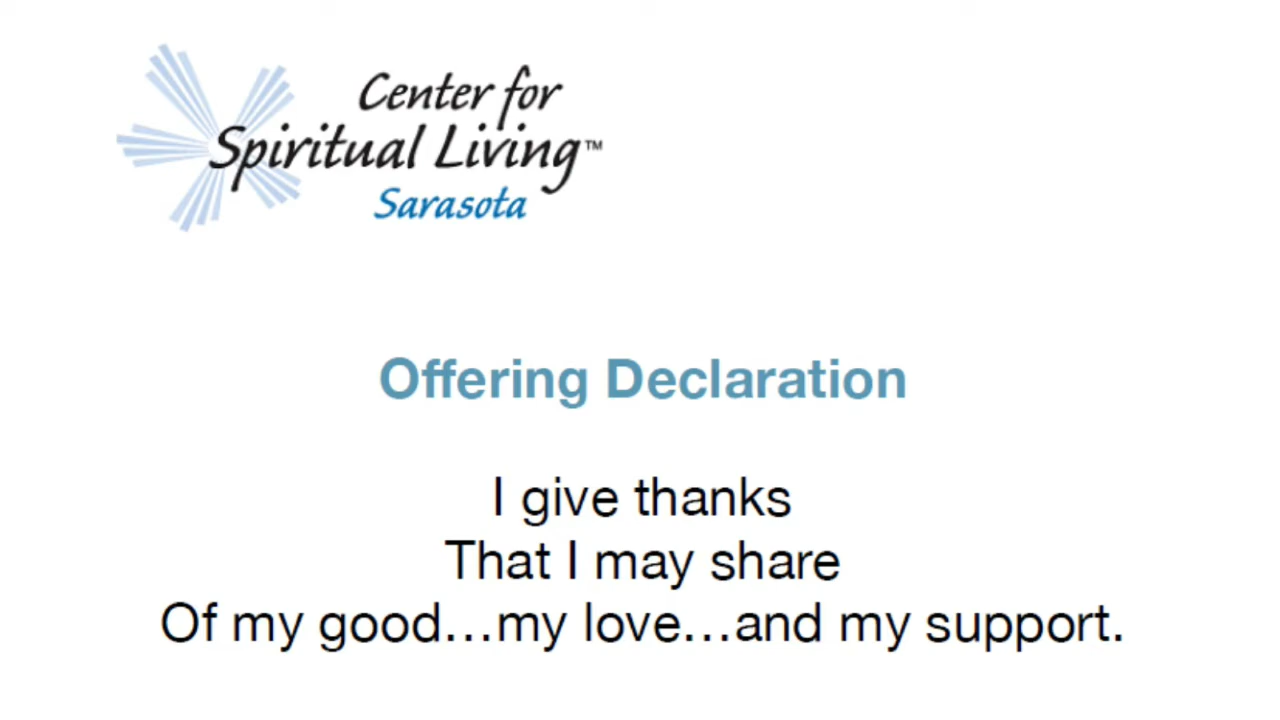 Center for
Spiritual Living™
Sarasota
Offering Declaration
I give thanks
That I may share
Of my good...my love...and my support.